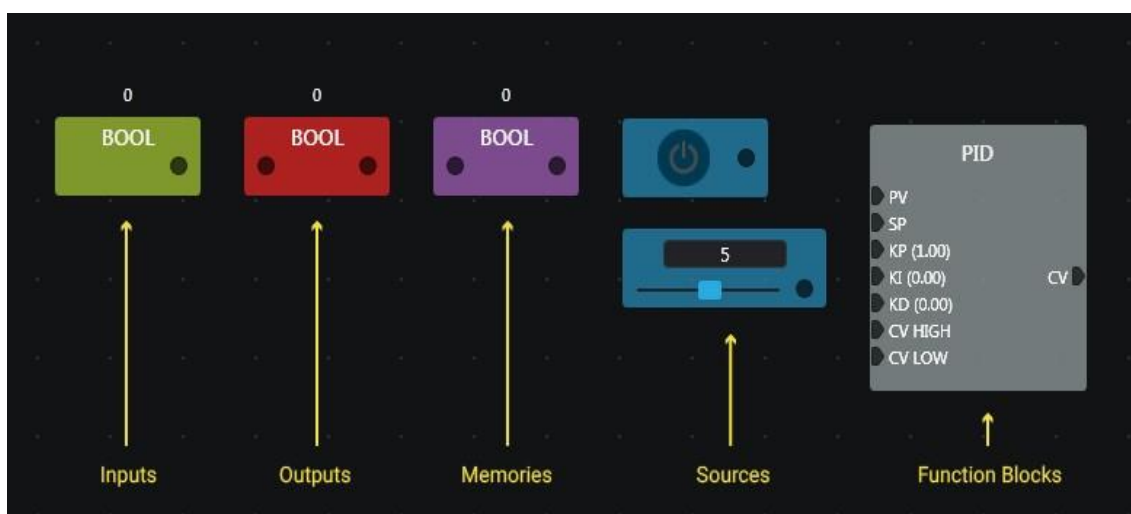 0
0
0
BOOL
BOOL
BOOL
PID
PV
SP
KP (1.00)
5
KI (0.00)
CV
KD (0.00)
CV HIGH
CV LOW
Inputs
Outputs
Memories
Sources
Function Blocks